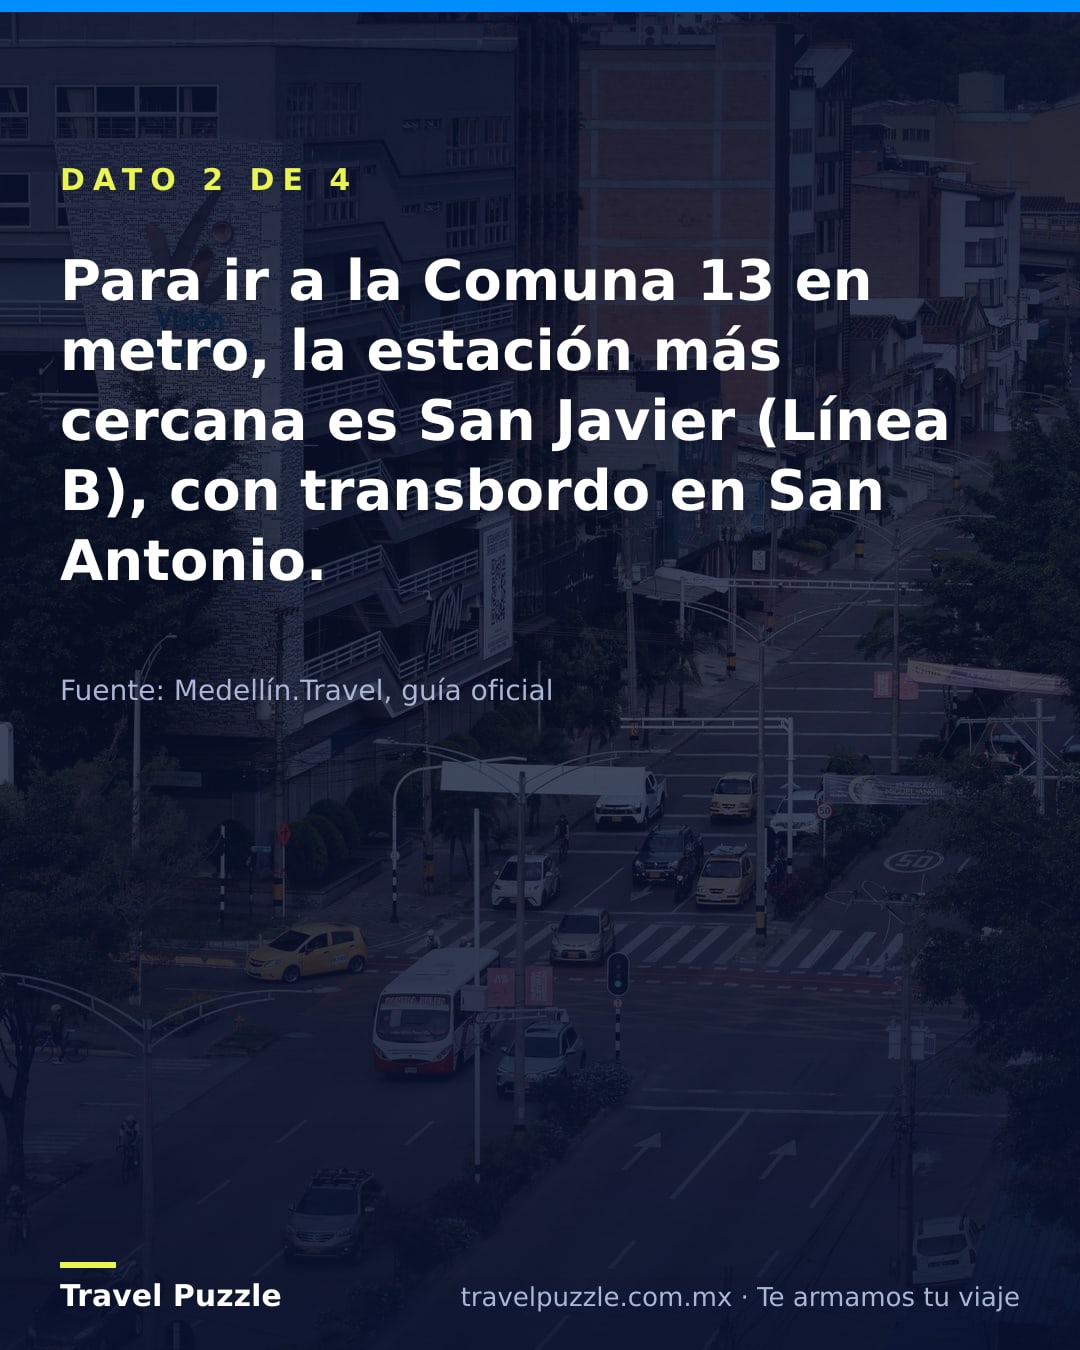 DATO 2 DE 4
Para ir a la Comuna 13 en
metro, la estación más
cercana es San Javier (Línea
B), con transbordo en San
Antonio.
Fuente: Medellín.Travel, guía oficial
50
50
Travel Puzzle
travelpuzzle.com.mx · Te armamos tu viaje